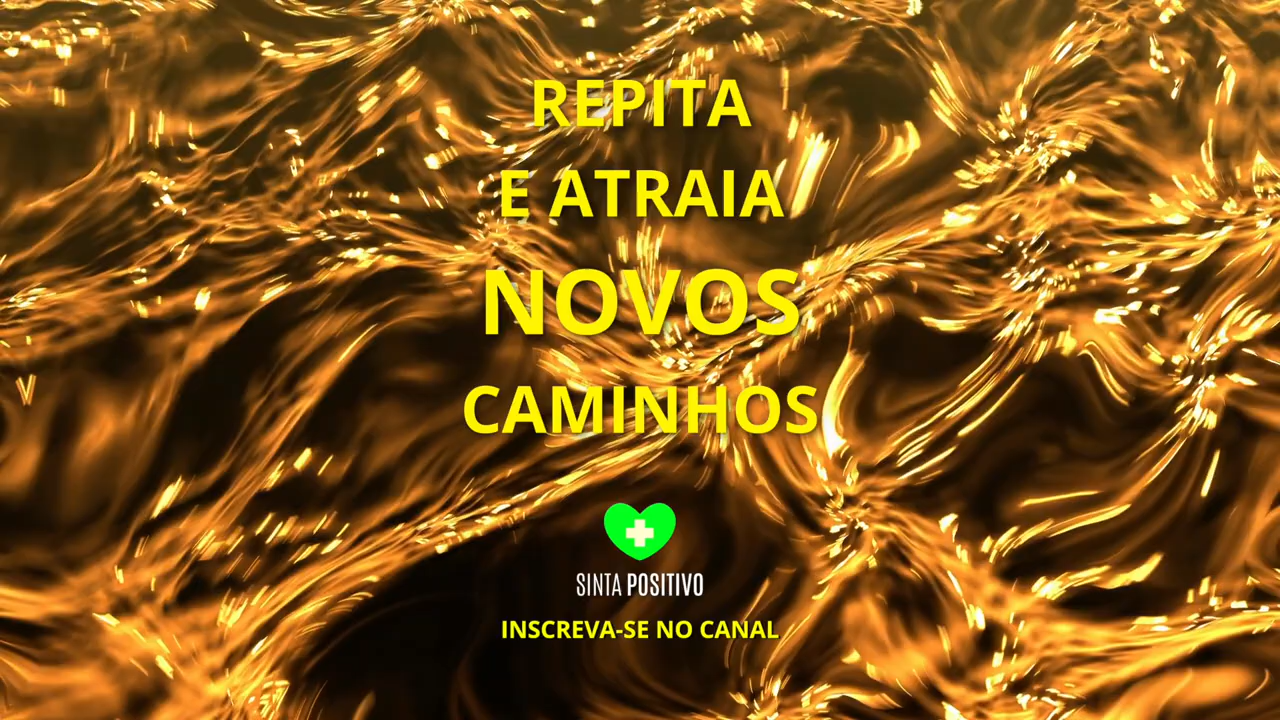 REPITA
E ATRAIA
NOVOS
CAMINHOS
SINTA POSITIVO
INSCREVA-SE NO CANAL